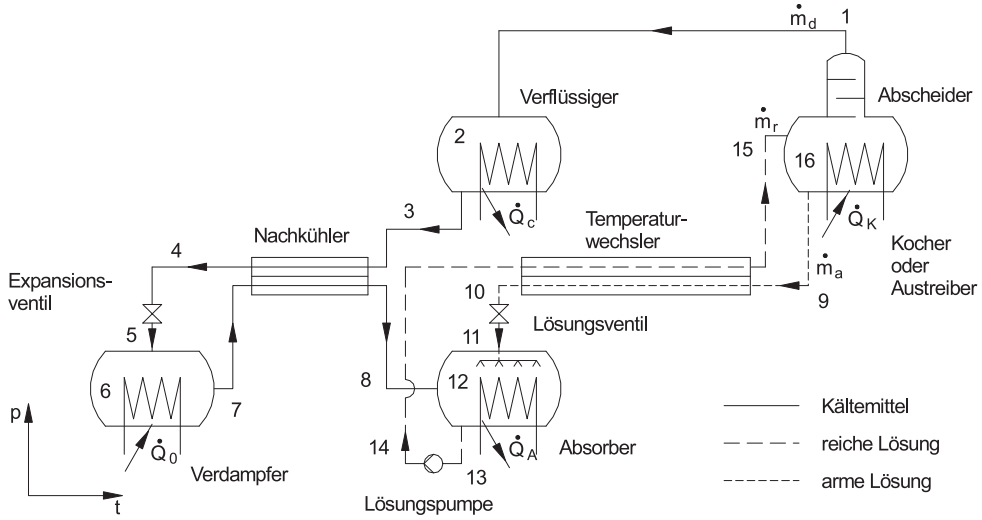 ṁd
1
Verflüssiger
Abscheider
2
ṁr
15
16
3
Q̇c
Temperatur-
wechsler
Q̇K
Nachkühler
4
Kocher
oder
Austreiber
Expansions-
ventil
10
ṁa
9
5
11
Lösungsventil
6
7
8
12
p
Q̇0
14
13
Q̇A
Absorber
Verdampfer
t
Lösungspumpe
Kältemittel
reiche Lösung
arme Lösung